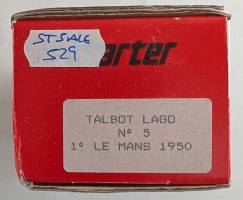 ST SALE
529
arter
TALBOT LAGO
Nº 5
1º LE MANS 1950